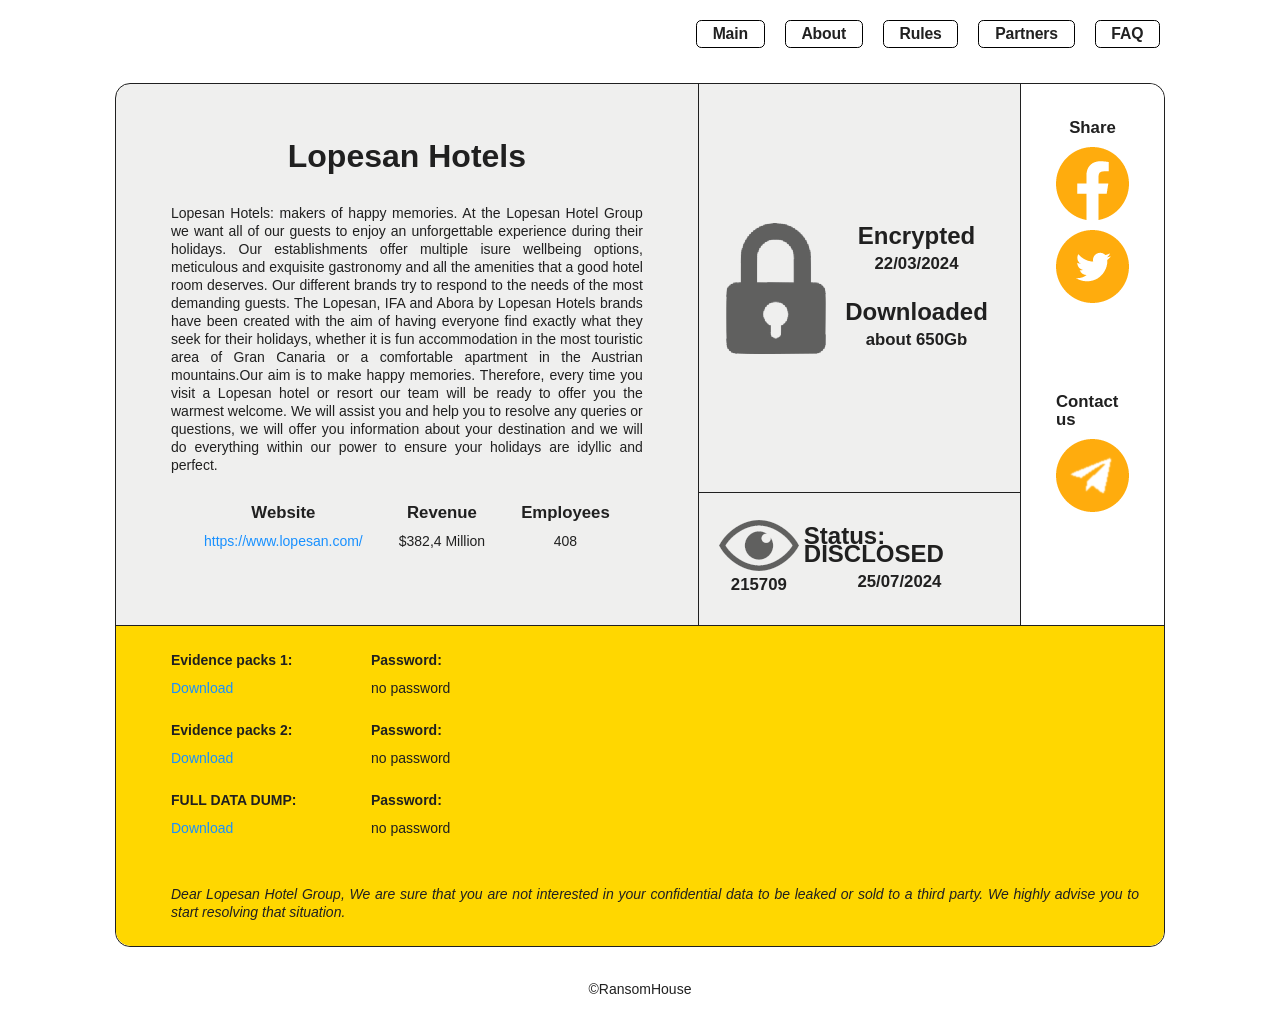 Main About Rules Partners FAQ
Lopesan Hotels
Lopesan Hotels: makers of happy memories. At the Lopesan Hotel Group
we want all of our guests to enjoy an unforgettable experience during their
holidays. Our establishments offer multiple isure wellbeing options,
meticulous and exquisite gastronomy and all the amenities that a good hotel
room deserves. Our different brands try to respond to the needs of the most
demanding guests. The Lopesan, IFA and Abora by Lopesan Hotels brands
have been created with the aim of having everyone find exactly what they
seek for their holidays, whether it is fun accommodation in the most touristic
area of Gran Canaria or a comfortable apartment in the Austrian
mountains.Our aim is to make happy memories. Therefore, every time you
visit a Lopesan hotel or resort our team will be ready to offer you the
warmest welcome. We will assist you and help you to resolve any queries or
questions, we will offer you information about your destination and we will
do everything within our power to ensure your holidays are idyllic and
perfect.
Website Revenue Employees
https://www.lopesan.com/ $382,4 Million 408
Encrypted
22/03/2024
Downloaded
about 650Gb
Status:
DISCLOSED
215709 25/07/2024
Share
Contact
us
Evidence packs 1: Password:
Download no password
Evidence packs 2: Password:
Download no password
FULL DATA DUMP: Password:
Download no password
Dear Lopesan Hotel Group, We are sure that you are not interested in your confidential data to be leaked or sold to a third party. We highly advise you to
start resolving that situation.
©RansomHouse